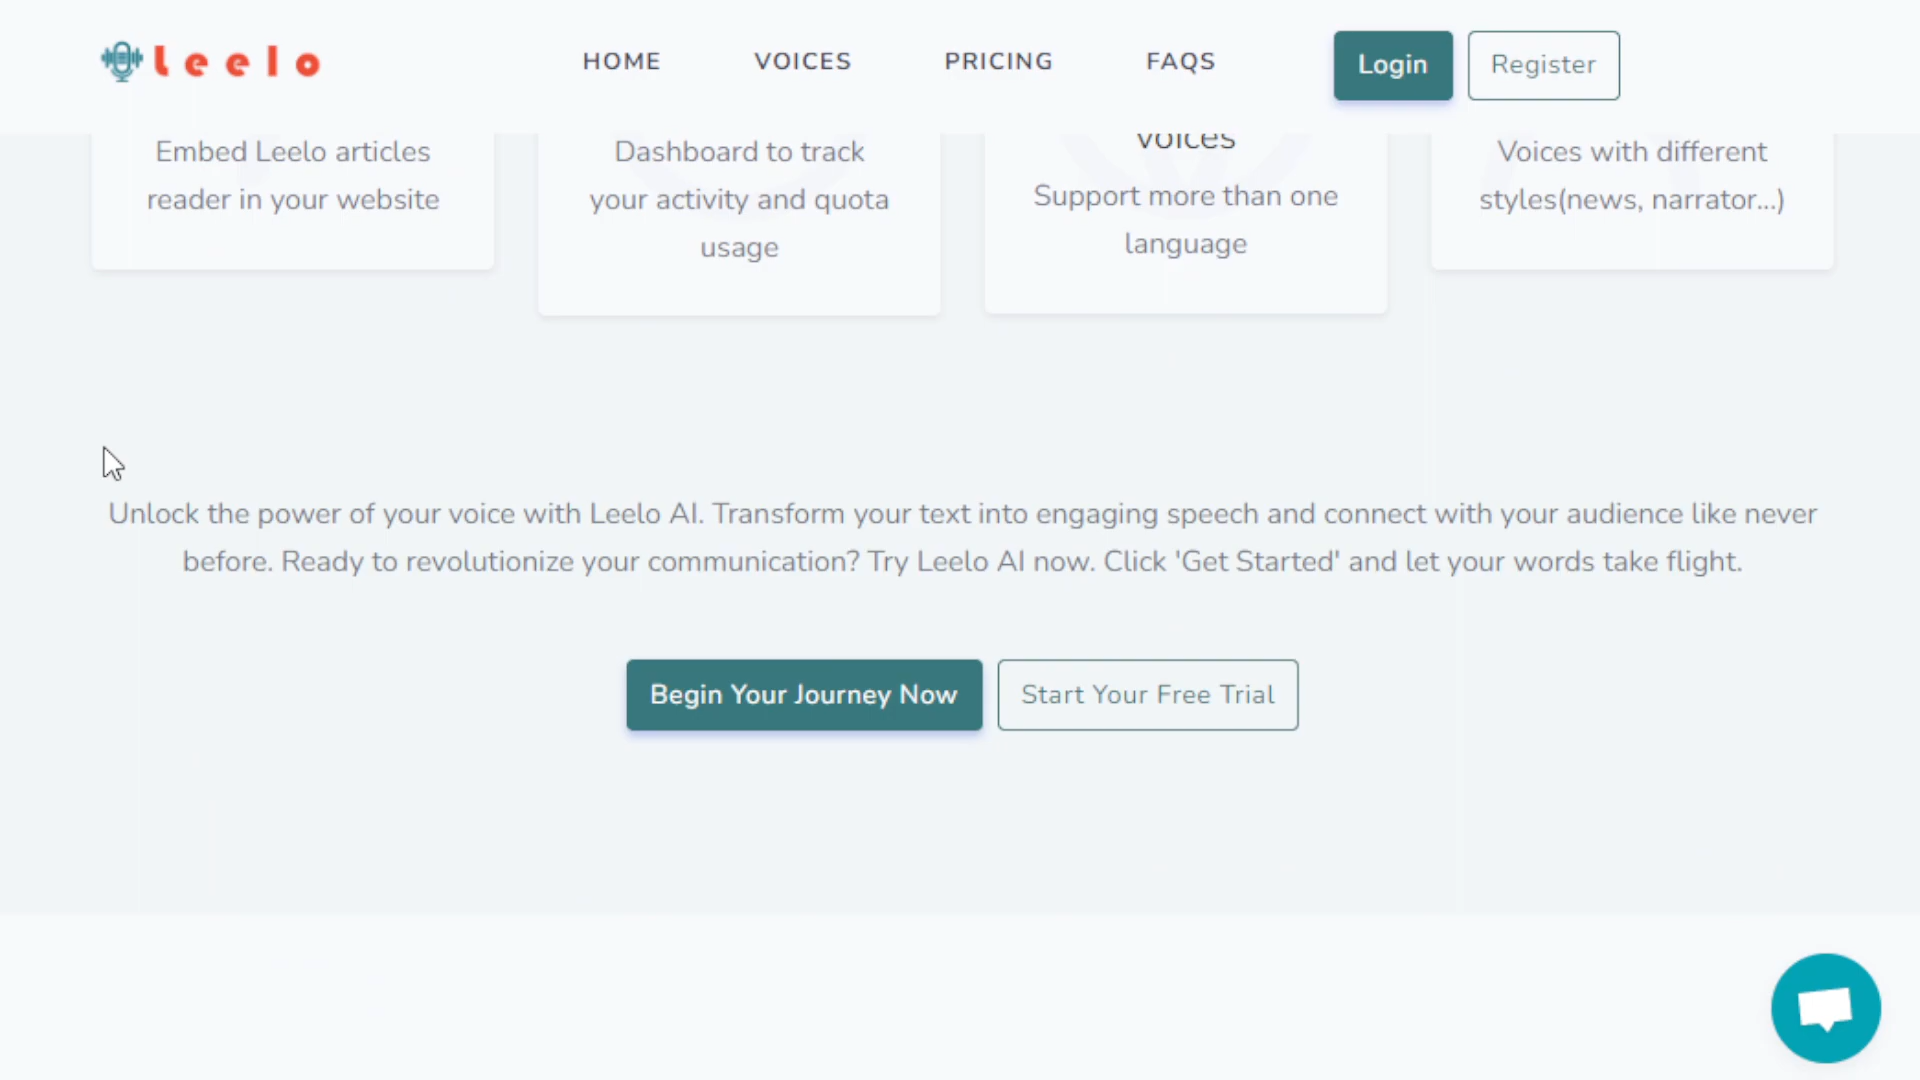 Leelo
HOME
VOICES
PRICING
FAQS
Login
Register
Embed Leelo articles
reader in your website
Dashboard to track
your activity and quota
usage
voices
Support more than one
language
Voices with different
styles(news, narrator...)
Unlock the power of your voice with Leelo AI. Transform your text into engaging speech and connect with your audience like never
before. Ready to revolutionize your communication? Try Leelo AI now. Click 'Get Started' and let your words take flight.
Begin Your Journey Now
Start Your Free Trial